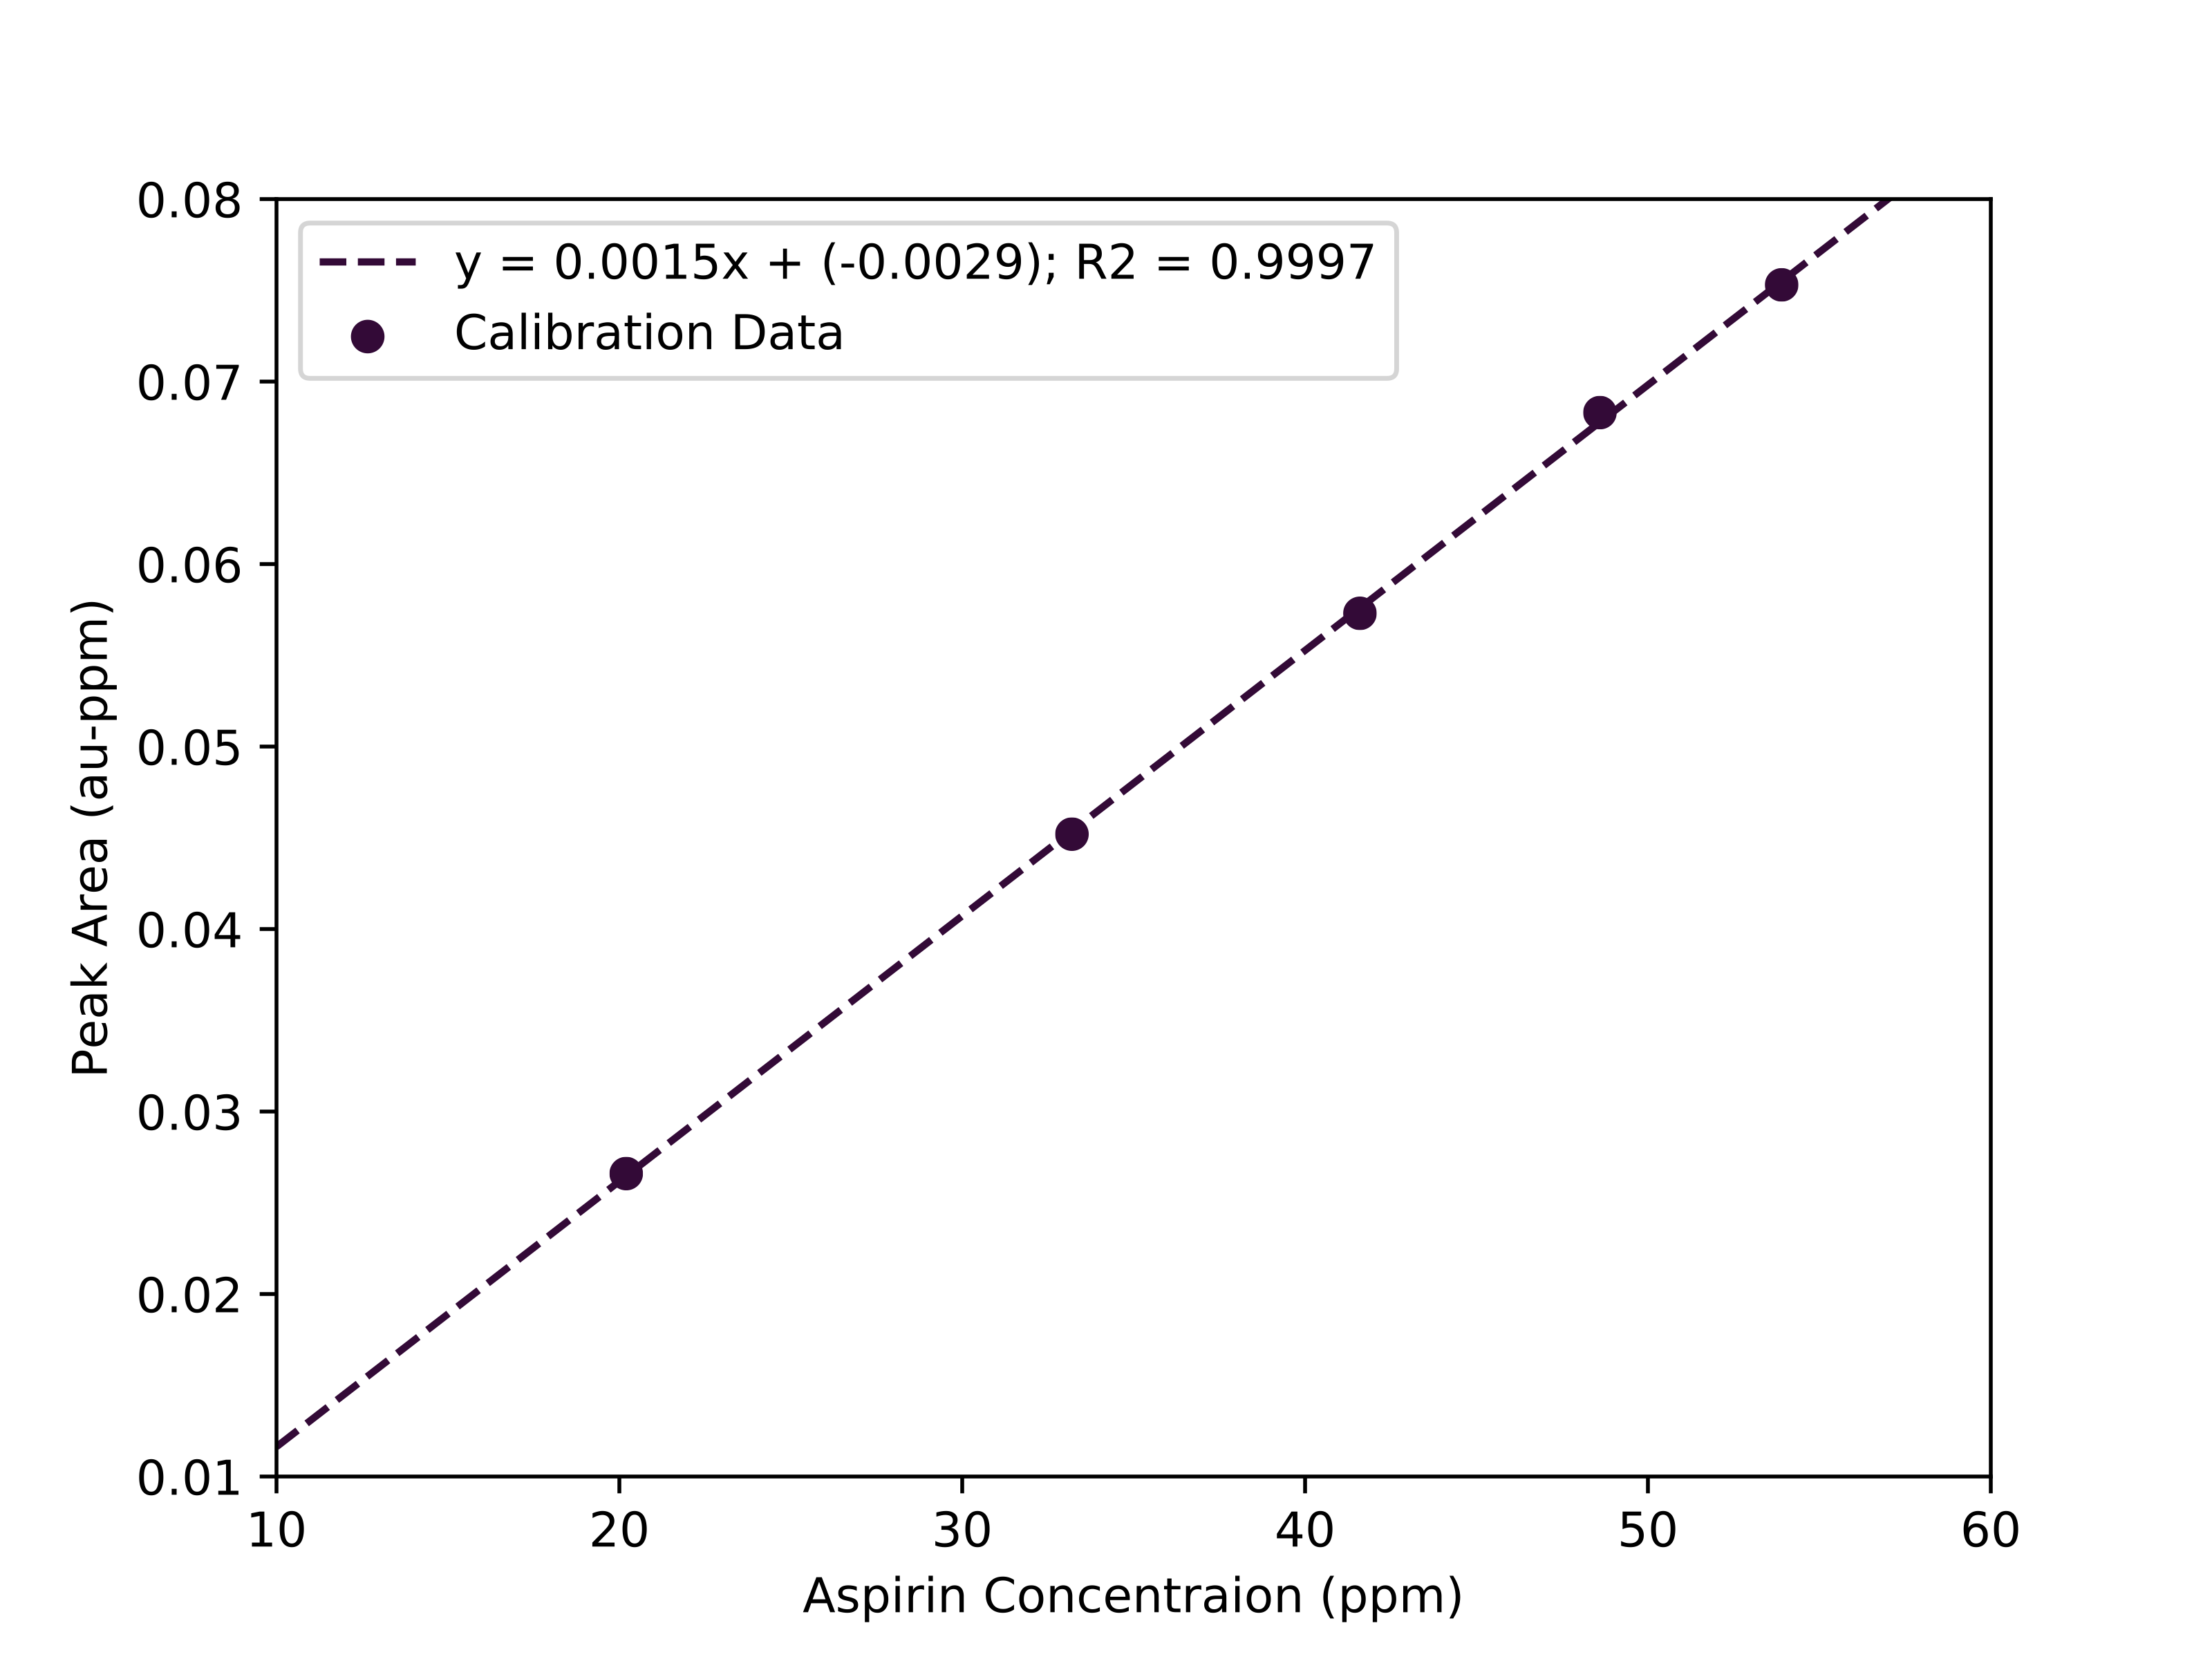 y = 0.0015x + (-0.0029); R2 = 0.9997
Calibration Data
0.08
0.07
0.06
0.05
0.04
0.03
0.02
0.01
Peak Area (au-ppm)
10 20 30 40 50 60
Aspirin Concentraion (ppm)